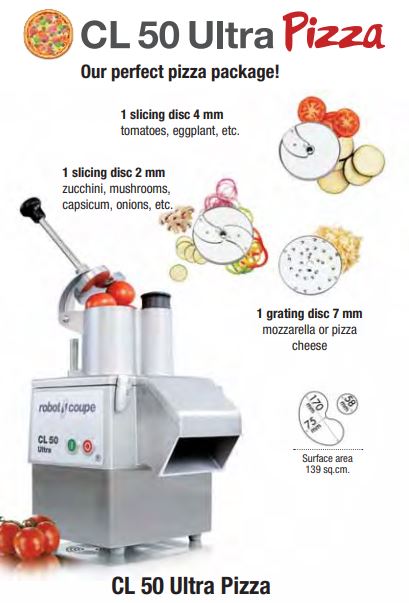 CL 50 Ultra Pizza
Our perfect pizza package!
1 slicing disc 4 mm
tomatoes, eggplant, etc.
1 slicing disc 2 mm
zucchini, mushrooms,
capsicum, onions, etc.
1 grating disc 7 mm
mozzarella or pizza
cheese
robot coupe
CL 50
Ultra
170
mm
58
mm
75
mm
Surface area
139 sq.cm.
CL 50 Ultra Pizza